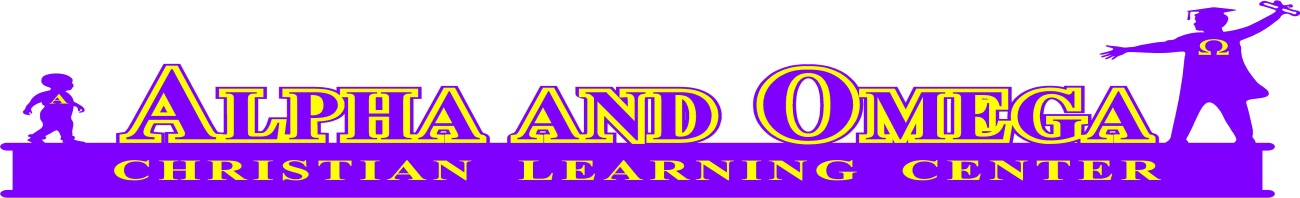 A
Ω
ALPHA AND OMEGA
CHRISTIAN LEARNING CENTER